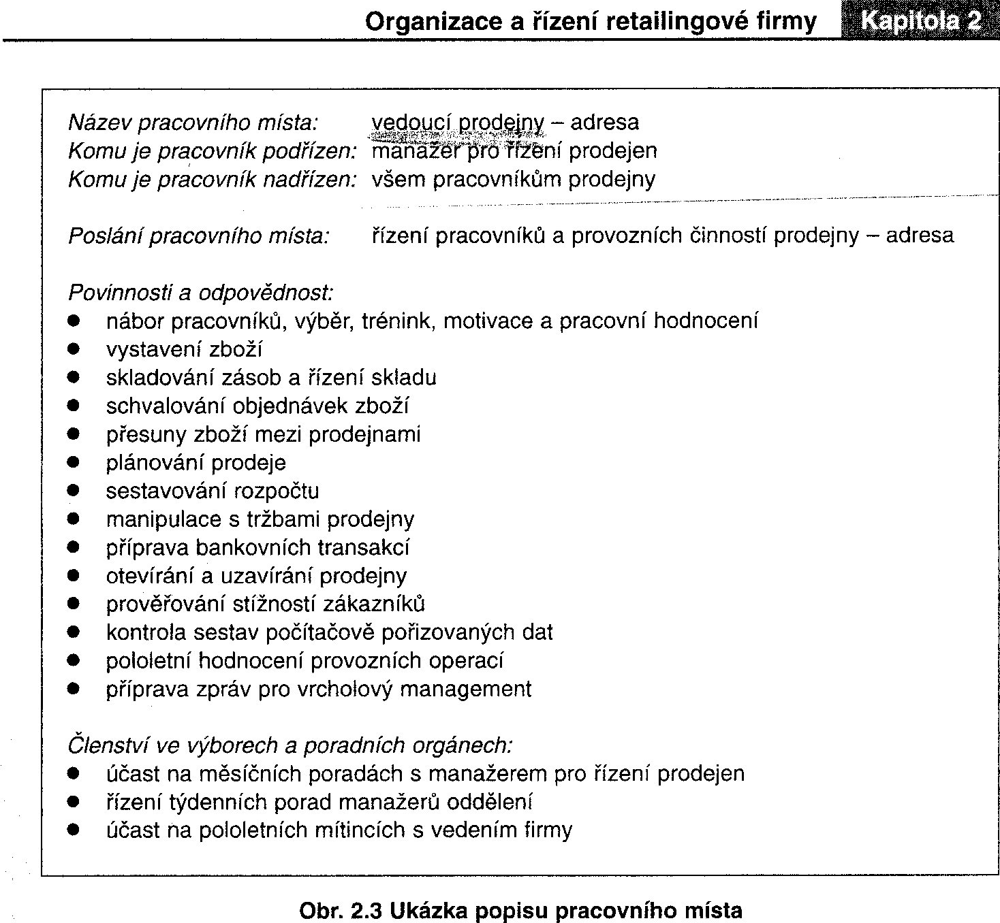 Organizace a řízení retailingové firmy Kapitola 2
Název pracovního místa: vedoucí prodejny – adresa
Komu je pracovník podřízen: manažer pro řízení prodejen
Komu je pracovník nadřízen: všem pracovníkům prodejny
Poslání pracovního místa: řízení pracovníků a provozních činností prodejny – adresa
Povinnosti a odpovědnost:
● nábor pracovníků, výběr, trénink, motivace a pracovní hodnocení
● vystavení zboží
● skladování zásob a řízení skladu
● schvalování objednávek zboží
● přesuny zboží mezi prodejnami
● plánování prodeje
● sestavování rozpočtu
● manipulace s tržbami prodejny
● příprava bankovních transakcí
● otevírání a uzavírání prodejny
● prověřování stížností zákazníků
● kontrola sestav počítačově pořizovaných dat
● pololetní hodnocení provozních operací
● příprava zpráv pro vrcholový management
Členství ve výborech a poradních orgánech:
● účast na měsíčních poradách s manažerem pro řízení prodejen
● řízení týdenních porad manažerů oddělení
● účast na pololetních mítincích s vedením firmy
Obr. 2.3 Ukázka popisu pracovního místa